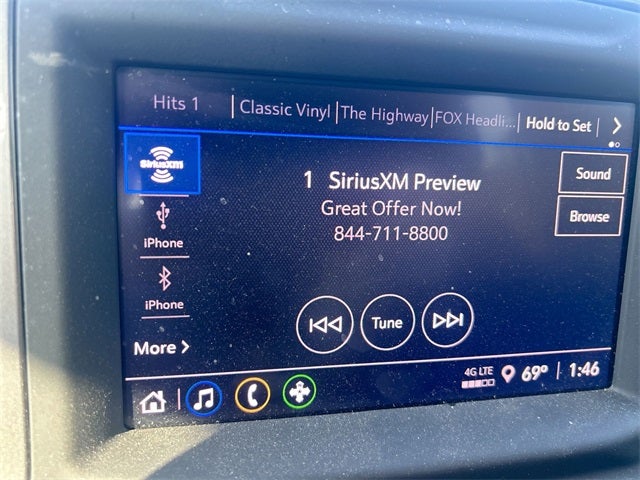 Hits 1 Classic Vinyl The Highway FOX Headli... Hold to Set
SiriusXM
1 SiriusXM Preview
Sound
Great Offer Now!
Browse
844-711-8800
iPhone
iPhone
Tune
More
4G LTE
69° 1:46